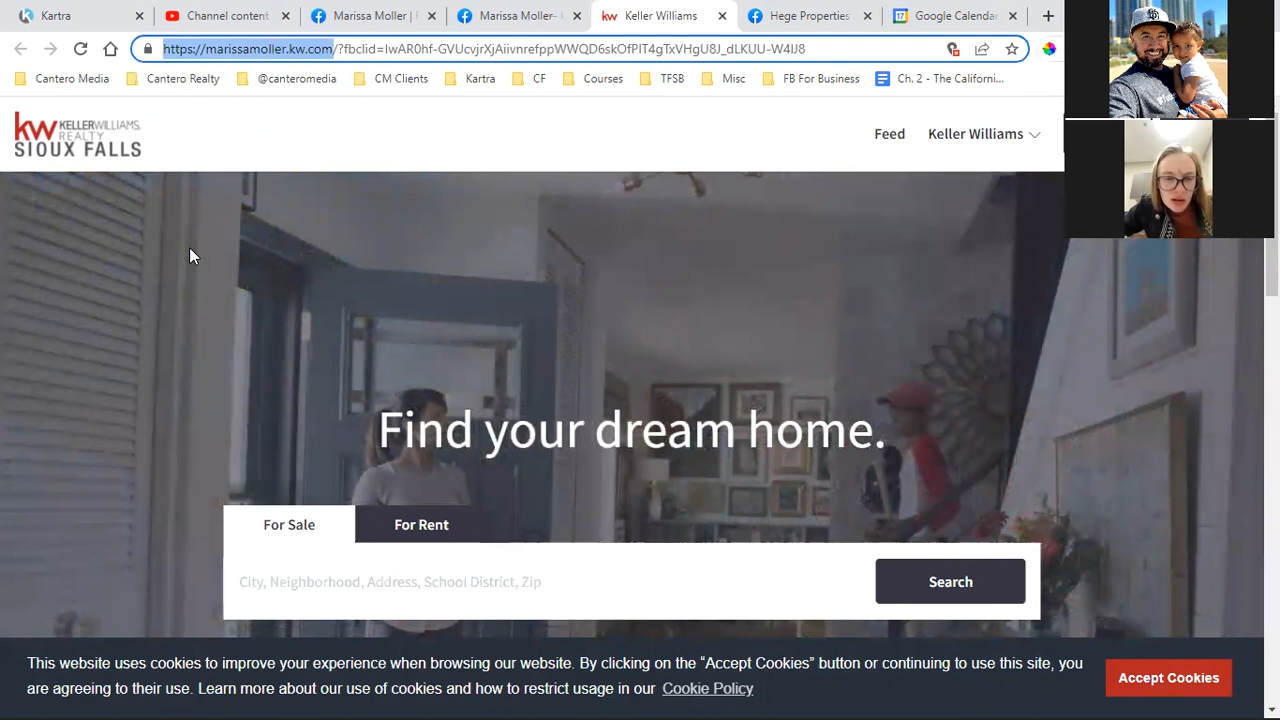 Kartra
Channel content
Marissa Moller | F
Marissa Moller- k
kw Keller Williams
Hege Properties
17 Google Calendar
https://marissamoller.kw.com/?fbclid=IwAR0hf-GVUcvjrXjAiivnrefppWWQD6skOfPIT4gTxVHgU8J_dLKUU-W4IJ8
Cantero Media
Cantero Realty
@canteromedia
CM Clients
Kartra
CF
Courses
TFSB
Misc
FB For Business
Ch. 2 - The Californi...
kw KELLERWILLIAMS.
REALTY
SIOUX FALLS
Feed
Keller Williams
Find your dream home.
For Sale
For Rent
City, Neighborhood, Address, School District, Zip
Search
This website uses cookies to improve your experience when browsing our website. By clicking on the “Accept Cookies” button or continuing to use this site, you
are agreeing to their use. Learn more about our use of cookies and how to restrict usage in our Cookie Policy
Accept Cookies